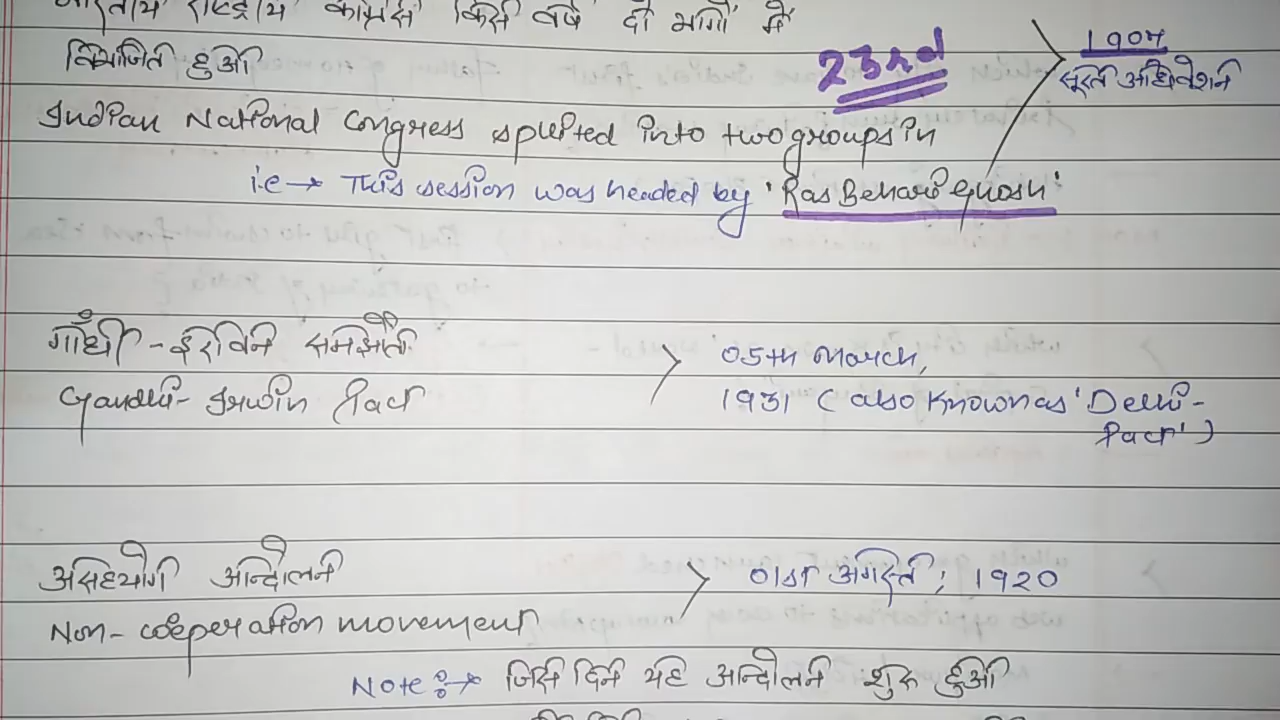 भारतीय राष्ट्रीय कांग्रेस किस वर्ष दो भागों में
विभाजित हुआ
23rd
1907
सूरत अधिवेशन
Indian National Congress splited into two groups in
i.e → This session was headed by 'Ras Behari Ghosh'
गाँधी - इरविन समझौता
Gandhi - Irwin Pact
05th March,
1931 ( also known as 'Delhi -
Pact' )
असहयोग आन्दोलन
Non - cooperation movement
01st अगस्त, 1920
Note :→ जिस दिन यह आन्दोलन शुरू हुआ